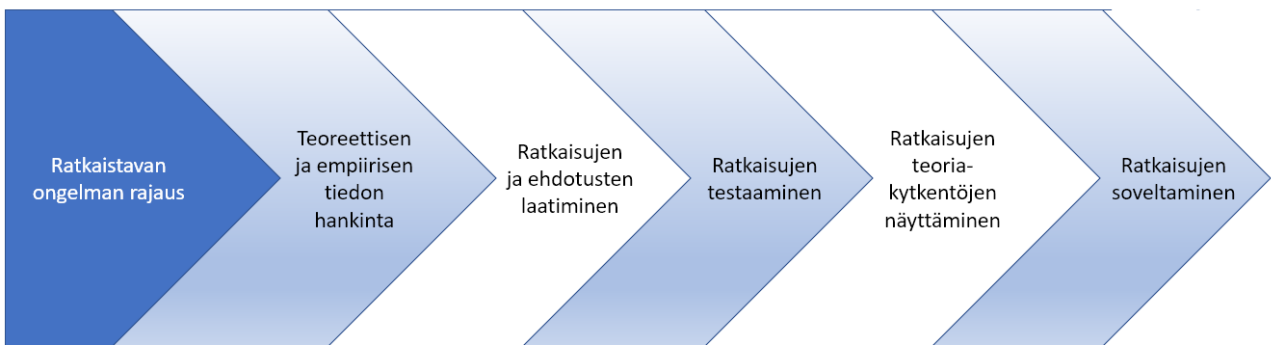 Ratkaistavan
ongelman rajaus
Teoreettisen
ja empiirisen
tiedon
hankinta
Ratkaisujen
ja ehdotusten
laatiminen
Ratkaisujen
testaaminen
Ratkaisujen
teoria-
kytkentöjen
näyttäminen
Ratkaisujen
soveltaminen